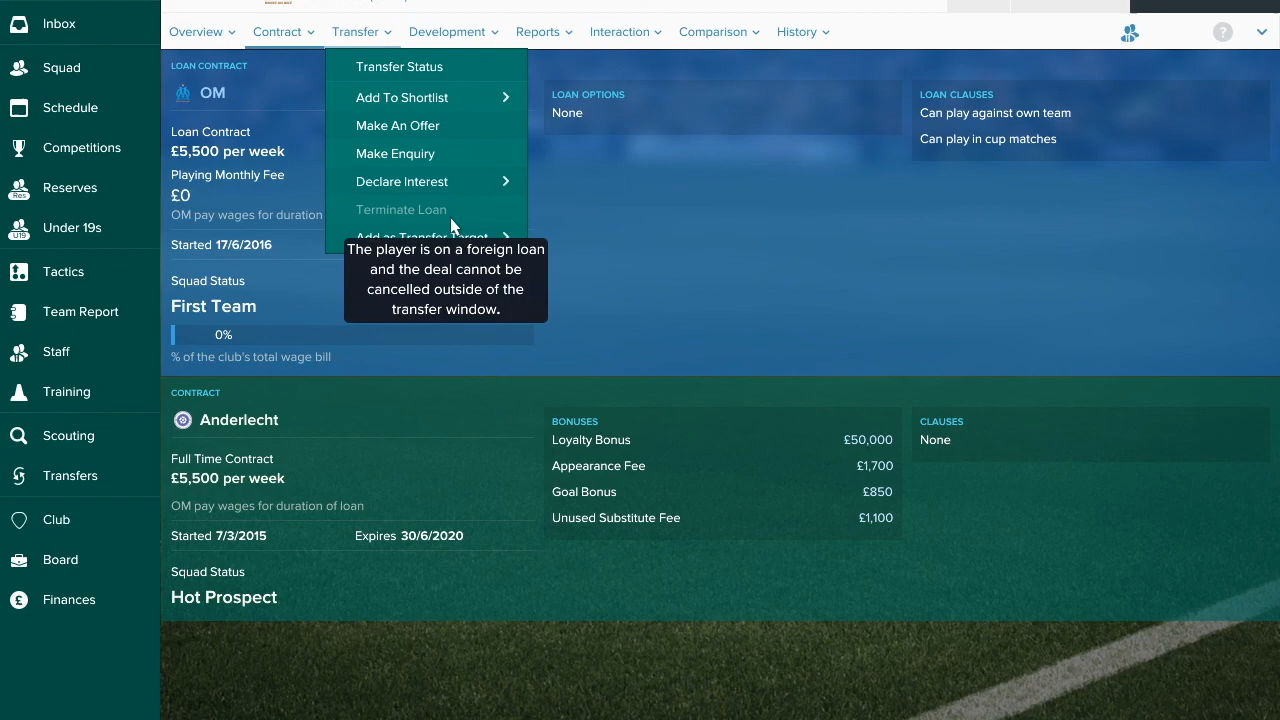 Inbox
Squad
Schedule
Competitions
Res
Reserves
U19
Under 19s
Tactics
Team Report
Staff
Training
Scouting
Transfers
Club
Board
£
Finances
Overview
Contract
Transfer
Development
Reports
Interaction
Comparison
History
?
LOAN CONTRACT
OM
Loan Contract
£5,500 per week
Playing Monthly Fee
£0
OM pay wages for duration
Started 17/6/2016
Squad Status
First Team
0%
% of the club's total wage bill
Transfer Status
Add To Shortlist
Make An Offer
Make Enquiry
Declare Interest
Terminate Loan
Add as Transfer Target
The player is on a foreign loan
and the deal cannot be
cancelled outside of the
transfer window.
LOAN OPTIONS
None
LOAN CLAUSES
Can play against own team
Can play in cup matches
CONTRACT
Anderlecht
Full Time Contract
£5,500 per week
OM pay wages for duration of loan
Started 7/3/2015 Expires 30/6/2020
Squad Status
Hot Prospect
BONUSES
Loyalty Bonus £50,000
Appearance Fee £1,700
Goal Bonus £850
Unused Substitute Fee £1,100
CLAUSES
None